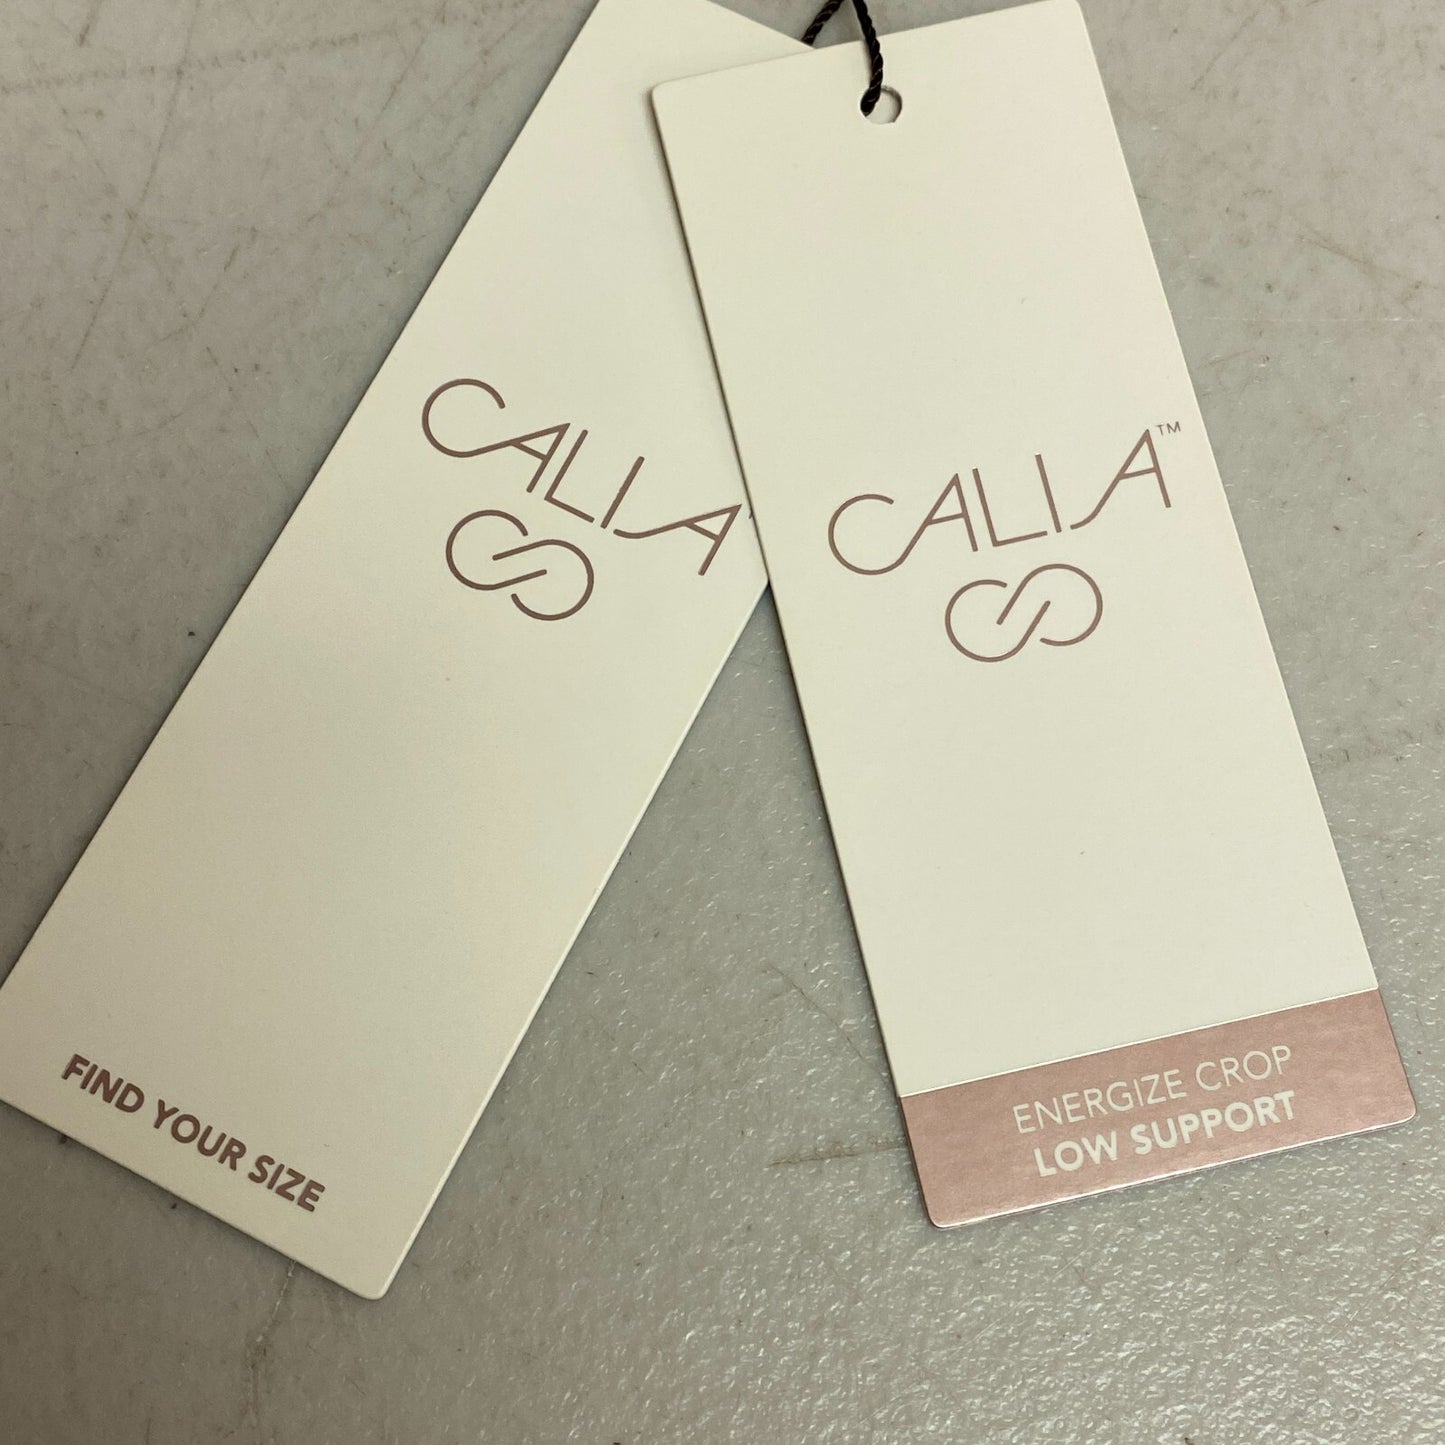 CALIA
FIND YOUR SIZE
CALIA™
ENERGIZE CROP
LOW SUPPORT